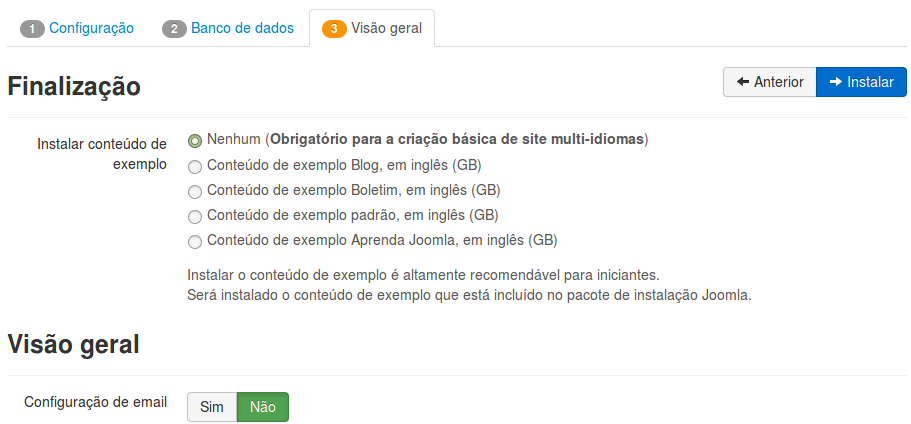 1 Configuração 2 Banco de dados 3 Visão geral
Finalização
Anterior Instalar
Instalar conteúdo de exemplo
Nenhum (Obrigatório para a criação básica de site multi-idiomas)
Conteúdo de exemplo Blog, em inglês (GB)
Conteúdo de exemplo Boletim, em inglês (GB)
Conteúdo de exemplo padrão, em inglês (GB)
Conteúdo de exemplo Aprenda Joomla, em inglês (GB)
Instalar o conteúdo de exemplo é altamente recomendável para iniciantes.
Será instalado o conteúdo de exemplo que está incluído no pacote de instalação Joomla.
Visão geral
Configuração de email Sim Não